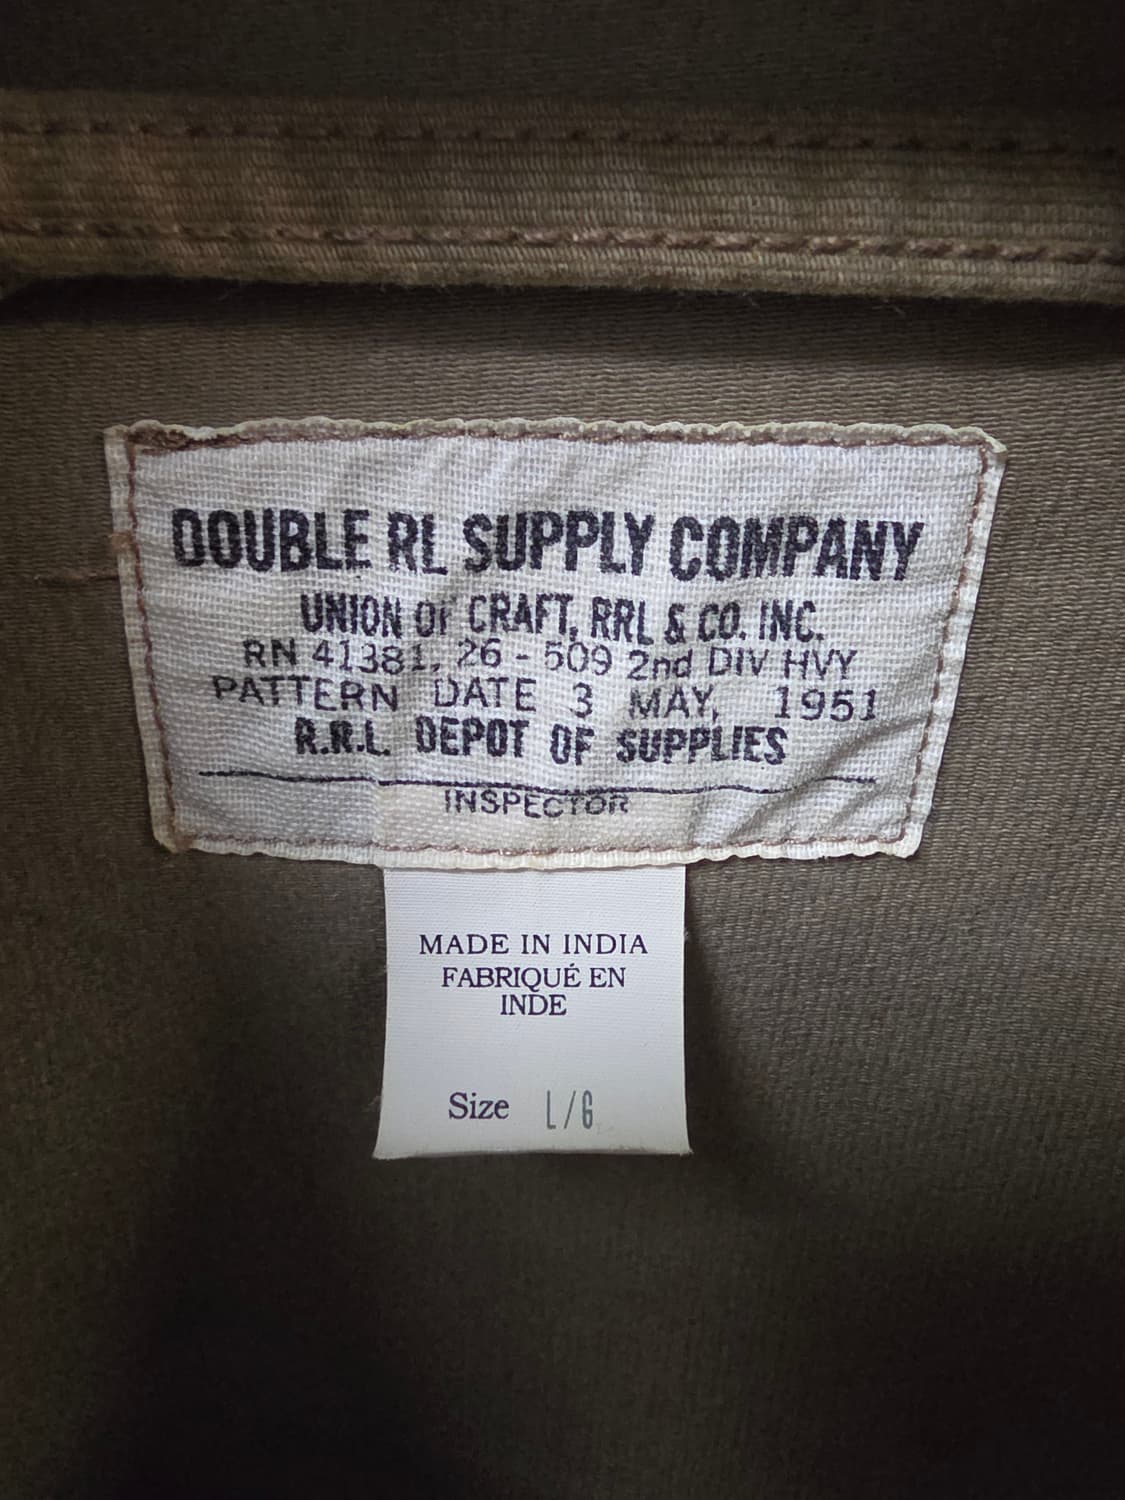 DOUBLE RL SUPPLY COMPANY
UNION OF CRAFT, RRL & CO. INC.
RN 41381, 26 - 509 2nd DIV HVY
PATTERN DATE 3 MAY, 1951
R.R.L. DEPOT OF SUPPLIES
INSPECTOR
MADE IN INDIA
FABRIQUÉ EN
INDE
Size L/G